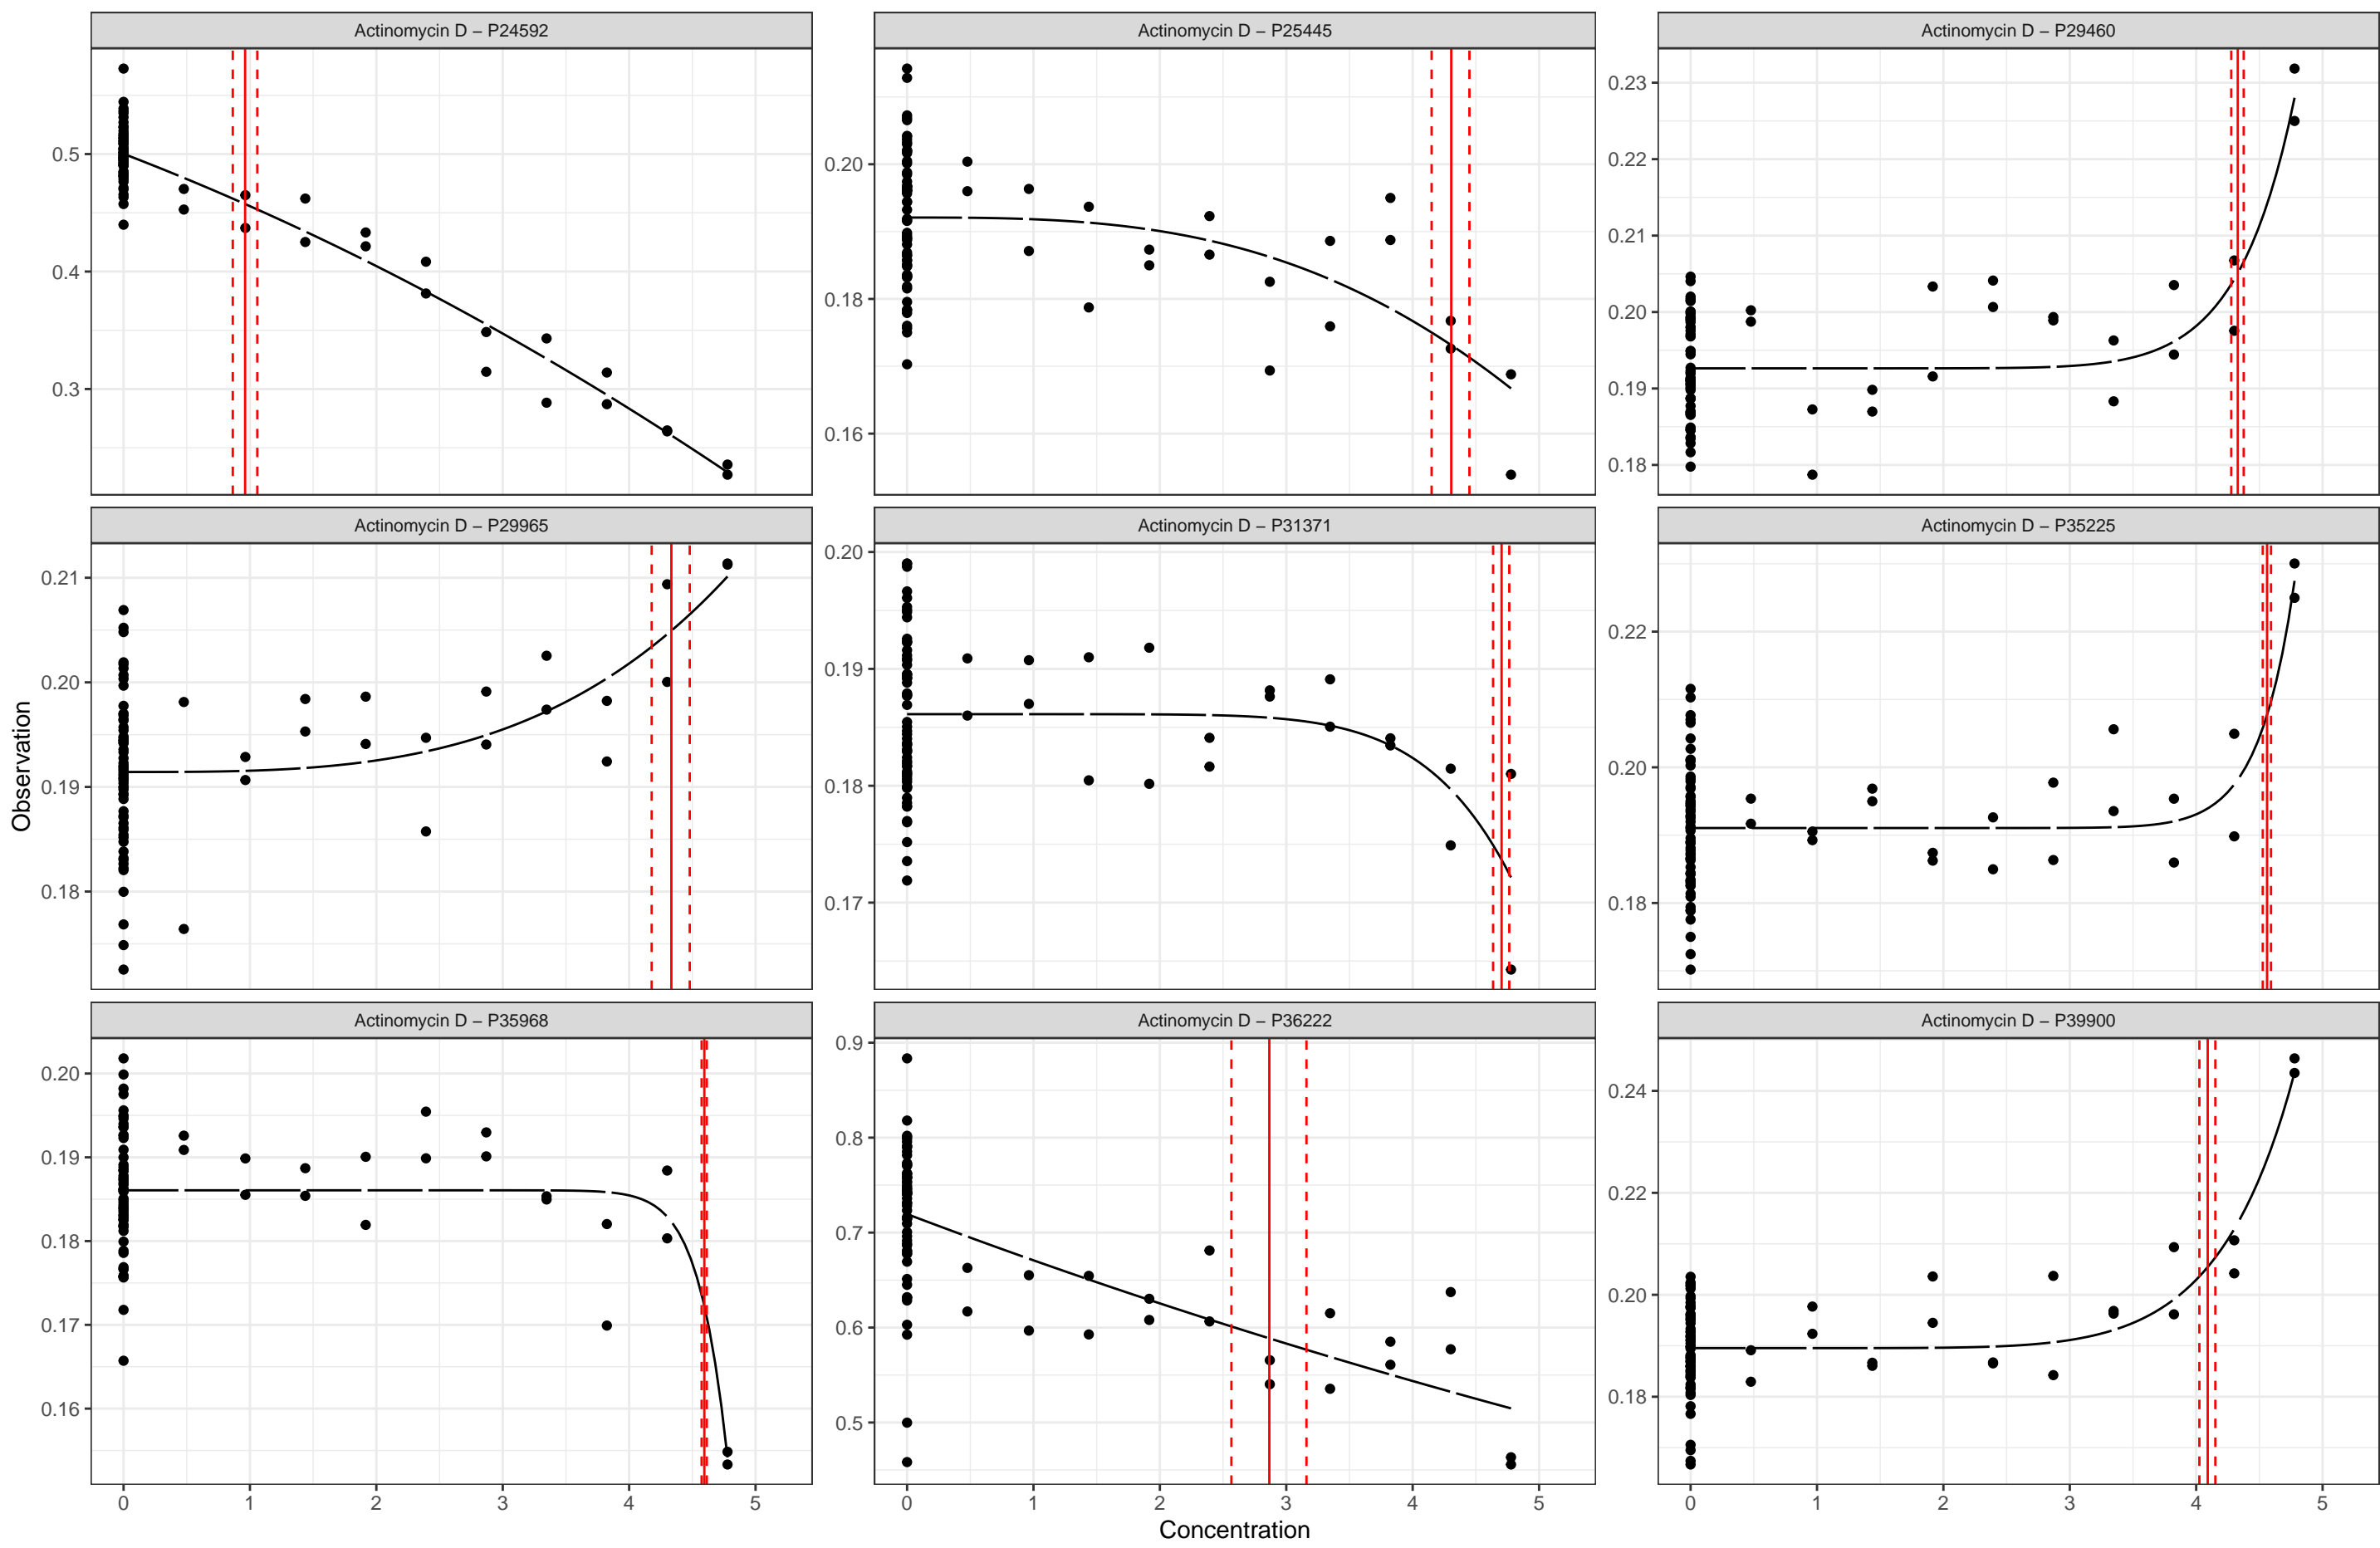 Actinomycin D – P24592
Actinomycin D – P25445
Actinomycin D – P29460
0.5
0.4
0.3
0.20
0.18
0.16
0.23
0.22
0.21
0.20
0.19
0.18
Actinomycin D – P29965
Actinomycin D – P31371
Actinomycin D – P35225
Observation
0.21
0.20
0.19
0.18
0.20
0.19
0.18
0.17
0.22
0.20
0.18
Actinomycin D – P35968
Actinomycin D – P36222
Actinomycin D – P39900
0.20
0.19
0.18
0.17
0.16
0.9
0.8
0.7
0.6
0.5
0.24
0.22
0.20
0.18
0 1 2 3 4 5
0 1 2 3 4 5
0 1 2 3 4 5
Concentration